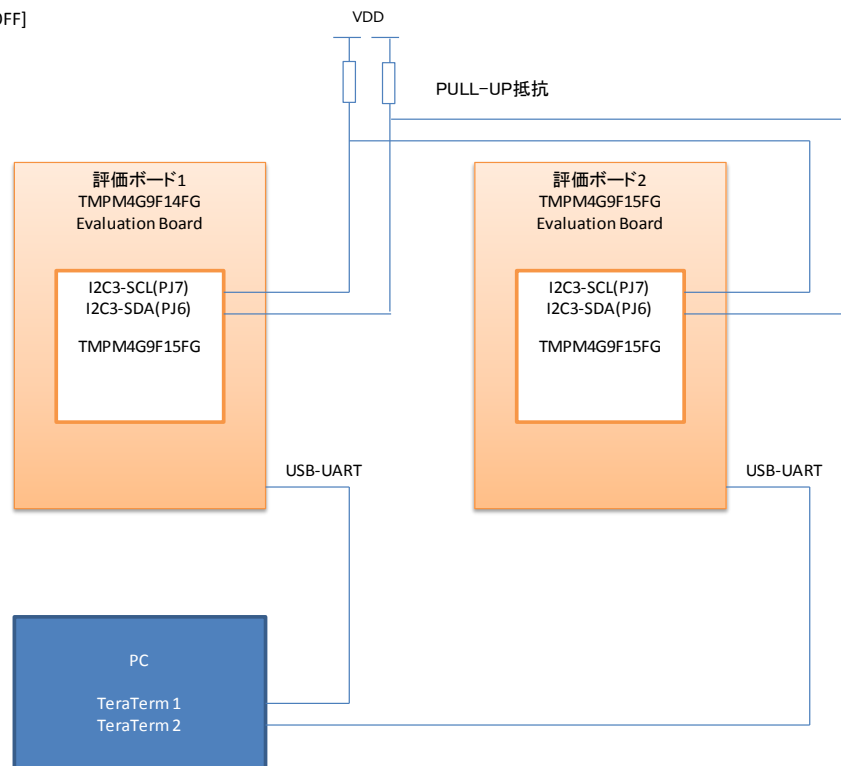 OFF]
VDD
PULL-UP抵抗
評価ボード1
TMPM4G9F14FG
Evaluation Board
I2C3-SCL(PJ7)
I2C3-SDA(PJ6)
TMPM4G9F15FG
評価ボード2
TMPM4G9F15FG
Evaluation Board
I2C3-SCL(PJ7)
I2C3-SDA(PJ6)
TMPM4G9F15FG
USB-UART
USB-UART
PC
TeraTerm 1
TeraTerm 2